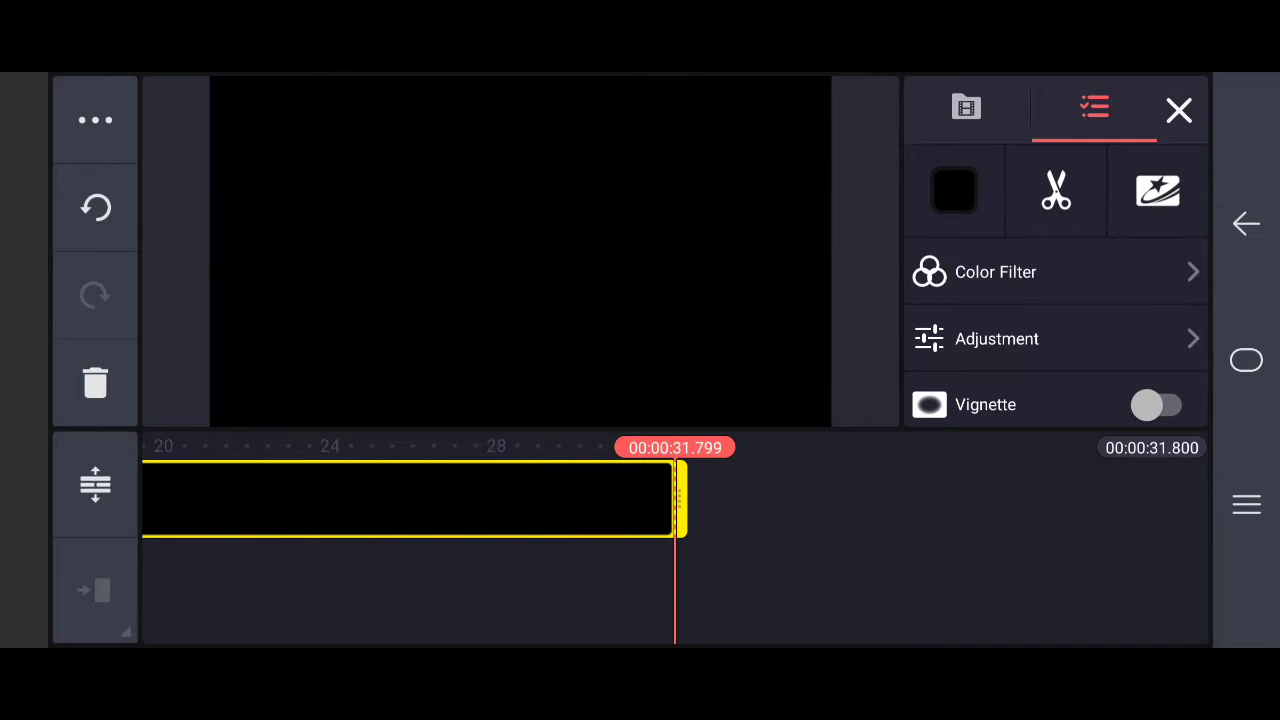 Color Filter
Adjustment
Vignette
20
24
28
00:00:31.799
00:00:31.800